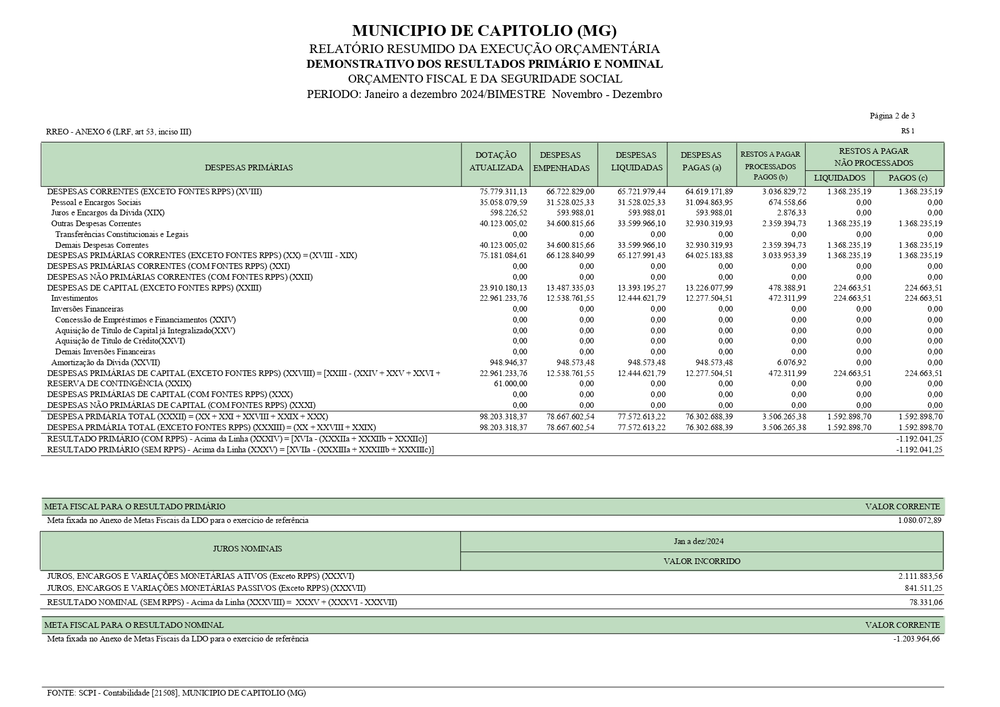 MUNICIPIO DE CAPITOLIO (MG)
RELATÓRIO RESUMIDO DA EXECUÇÃO ORÇAMENTÁRIA
DEMONSTRATIVO DOS RESULTADOS PRIMÁRIO E NOMINAL
ORÇAMENTO FISCAL E DA SEGURIDADE SOCIAL
PERIODO: Janeiro a dezembro 2024/BIMESTRE Novembro - Dezembro
Página 2 de 3
RREO - ANEXO 6 (LRF, art 53, inciso III) R$ 1
DESPESAS PRIMÁRIAS DOTAÇÃO ATUALIZADA DESPESAS EMPENHADAS DESPESAS LIQUIDADAS DESPESAS PAGAS (a) RESTOS A PAGAR PROCESSADOS PAGOS (b) RESTOS A PAGAR NÃO PROCESSADOS
LIQUIDADOS PAGOS (c)
DESPESAS CORRENTES (EXCETO FONTES RPPS) (XVIII) 75.779.311,13 66.722.829,00 65.721.979,44 64.619.171,89 3.036.829,72 1.368.235,19 1.368.235,19
Pessoal e Encargos Sociais 35.058.079,59 31.528.025,33 31.528.025,33 31.094.863,95 674.558,66 0,00 0,00
Juros e Encargos da Dívida (XIX) 598.226,52 593.988,01 593.988,01 593.988,01 2.876,33 0,00 0,00
Outras Despesas Correntes 40.123.005,02 34.600.815,66 33.599.966,10 32.930.319,93 2.359.394,73 1.368.235,19 1.368.235,19
Transferências Constitucionais e Legais 0,00 0,00 0,00 0,00 0,00 0,00 0,00
Demais Despesas Correntes 40.123.005,02 34.600.815,66 33.599.966,10 32.930.319,93 2.359.394,73 1.368.235,19 1.368.235,19
DESPESAS PRIMÁRIAS CORRENTES (EXCETO FONTES RPPS) (XX) = (XVIII - XIX) 75.181.084,61 66.128.840,99 65.127.991,43 64.025.183,88 3.033.953,39 1.368.235,19 1.368.235,19
DESPESAS PRIMÁRIAS CORRENTES (COM FONTES RPPS) (XXI) 0,00 0,00 0,00 0,00 0,00 0,00 0,00
DESPESAS NÃO PRIMÁRIAS CORRENTES (COM FONTES RPPS) (XXII) 0,00 0,00 0,00 0,00 0,00 0,00 0,00
DESPESAS DE CAPITAL (EXCETO FONTES RPPS) (XXIII) 23.910.180,13 13.487.335,03 13.393.195,27 13.226.077,99 478.388,91 224.663,51 224.663,51
Investimentos 22.961.233,76 12.538.761,55 12.444.621,79 12.277.504,51 472.311,99 224.663,51 224.663,51
Inversões Financeiras 0,00 0,00 0,00 0,00 0,00 0,00 0,00
Concessão de Empréstimos e Financiamentos (XXIV) 0,00 0,00 0,00 0,00 0,00 0,00 0,00
Aquisição de Título de Capital já Integralizado(XXV) 0,00 0,00 0,00 0,00 0,00 0,00 0,00
Aquisição de Título de Crédito(XXVI) 0,00 0,00 0,00 0,00 0,00 0,00 0,00
Demais Inversões Financeiras 0,00 0,00 0,00 0,00 0,00 0,00 0,00
Amortização da Dívida (XXVII) 948.946,37 948.573,48 948.573,48 948.573,48 6.076,92 0,00 0,00
DESPESAS PRIMÁRIAS DE CAPITAL (EXCETO FONTES RPPS) (XXVIII) = [XXIII - (XXIV + XXV + XXVI + 22.961.233,76 12.538.761,55 12.444.621,79 12.277.504,51 472.311,99 224.663,51 224.663,51
RESERVA DE CONTINGÊNCIA (XXIX) 61.000,00 0,00 0,00 0,00 0,00 0,00 0,00
DESPESAS PRIMÁRIAS DE CAPITAL (COM FONTES RPPS) (XXX) 0,00 0,00 0,00 0,00 0,00 0,00 0,00
DESPESAS NÃO PRIMÁRIAS DE CAPITAL (COM FONTES RPPS) (XXXI) 0,00 0,00 0,00 0,00 0,00 0,00 0,00
DESPESA PRIMÁRIA TOTAL (XXXII) = (XX + XXI + XXVIII + XXIX + XXX) 98.203.318,37 78.667.602,54 77.572.613,22 76.302.688,39 3.506.265,38 1.592.898,70 1.592.898,70
DESPESA PRIMÁRIA TOTAL (EXCETO FONTES RPPS) (XXXIII) = (XX + XXVIII + XXIX) 98.203.318,37 78.667.602,54 77.572.613,22 76.302.688,39 3.506.265,38 1.592.898,70 1.592.898,70
RESULTADO PRIMÁRIO (COM RPPS) - Acima da Linha (XXXIV) = [XVIa - (XXXIIa + XXXIIb + XXXIIc)] -1.192.041,25
RESULTADO PRIMÁRIO (SEM RPPS) - Acima da Linha (XXXV) = [XVIIa - (XXXIIIa + XXXIIIb + XXXIIIc)] -1.192.041,25
META FISCAL PARA O RESULTADO PRIMÁRIO VALOR CORRENTE
Meta fixada no Anexo de Metas Fiscais da LDO para o exercício de referência 1.080.072,89
JUROS NOMINAIS Jan a dez/2024
VALOR INCORRIDO
JUROS, ENCARGOS E VARIAÇÕES MONETÁRIAS ATIVOS (Exceto RPPS) (XXXVI) 2.111.883,56
JUROS, ENCARGOS E VARIAÇÕES MONETÁRIAS PASSIVOS (Exceto RPPS) (XXXVII) 841.511,25
RESULTADO NOMINAL (SEM RPPS) - Acima da Linha (XXXVIII) = XXXV + (XXXVI - XXXVII) 78.331,06
META FISCAL PARA O RESULTADO NOMINAL VALOR CORRENTE
Meta fixada no Anexo de Metas Fiscais da LDO para o exercício de referência -1.203.964,66
FONTE: SCPI - Contabilidade [21508], MUNICIPIO DE CAPITOLIO (MG)